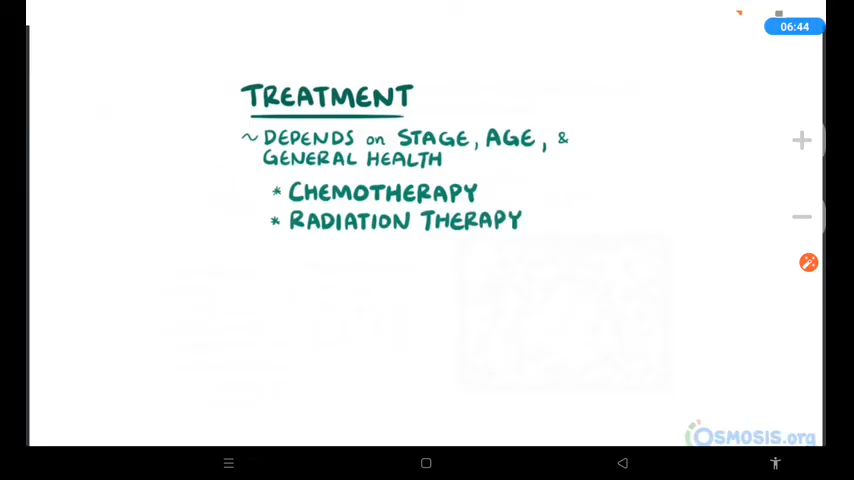 06:44
TREATMENT
~ DEPENDS on STAGE, AGE, &
GENERAL HEALTH
* CHEMOTHERAPY
* RADIATION THERAPY
OSMOSIS.org